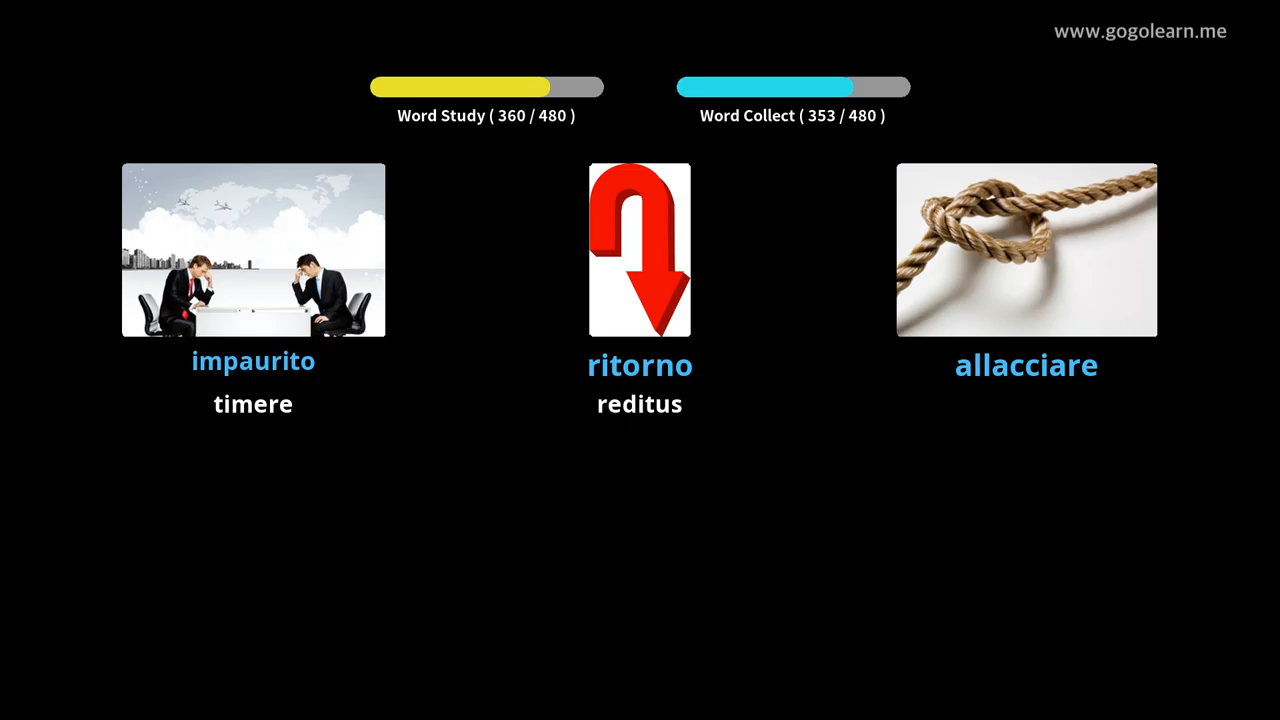 www.gogolearn.me
Word Study ( 360 / 480 )
Word Collect ( 353 / 480 )
impaurito
ritorno
allacciare
timere
reditus